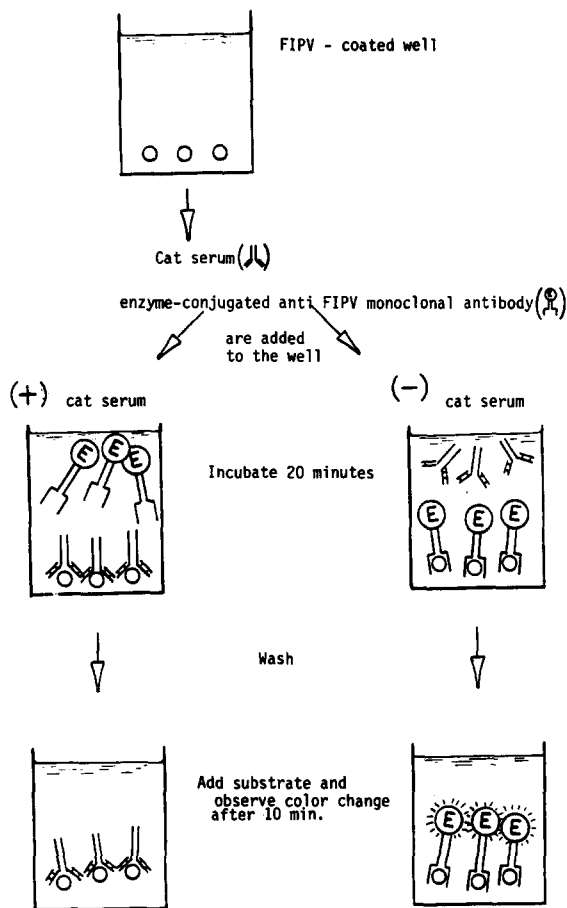 FIPV - coated well
Cat serum( )
E
enzyme-conjugated anti FIPV monoclonal antibody( )
are added
to the well
(+) cat serum
(-) cat serum
E E E
Incubate 20 minutes
E E E
Wash
Add substrate and
observe color change
after 10 min.
E E E